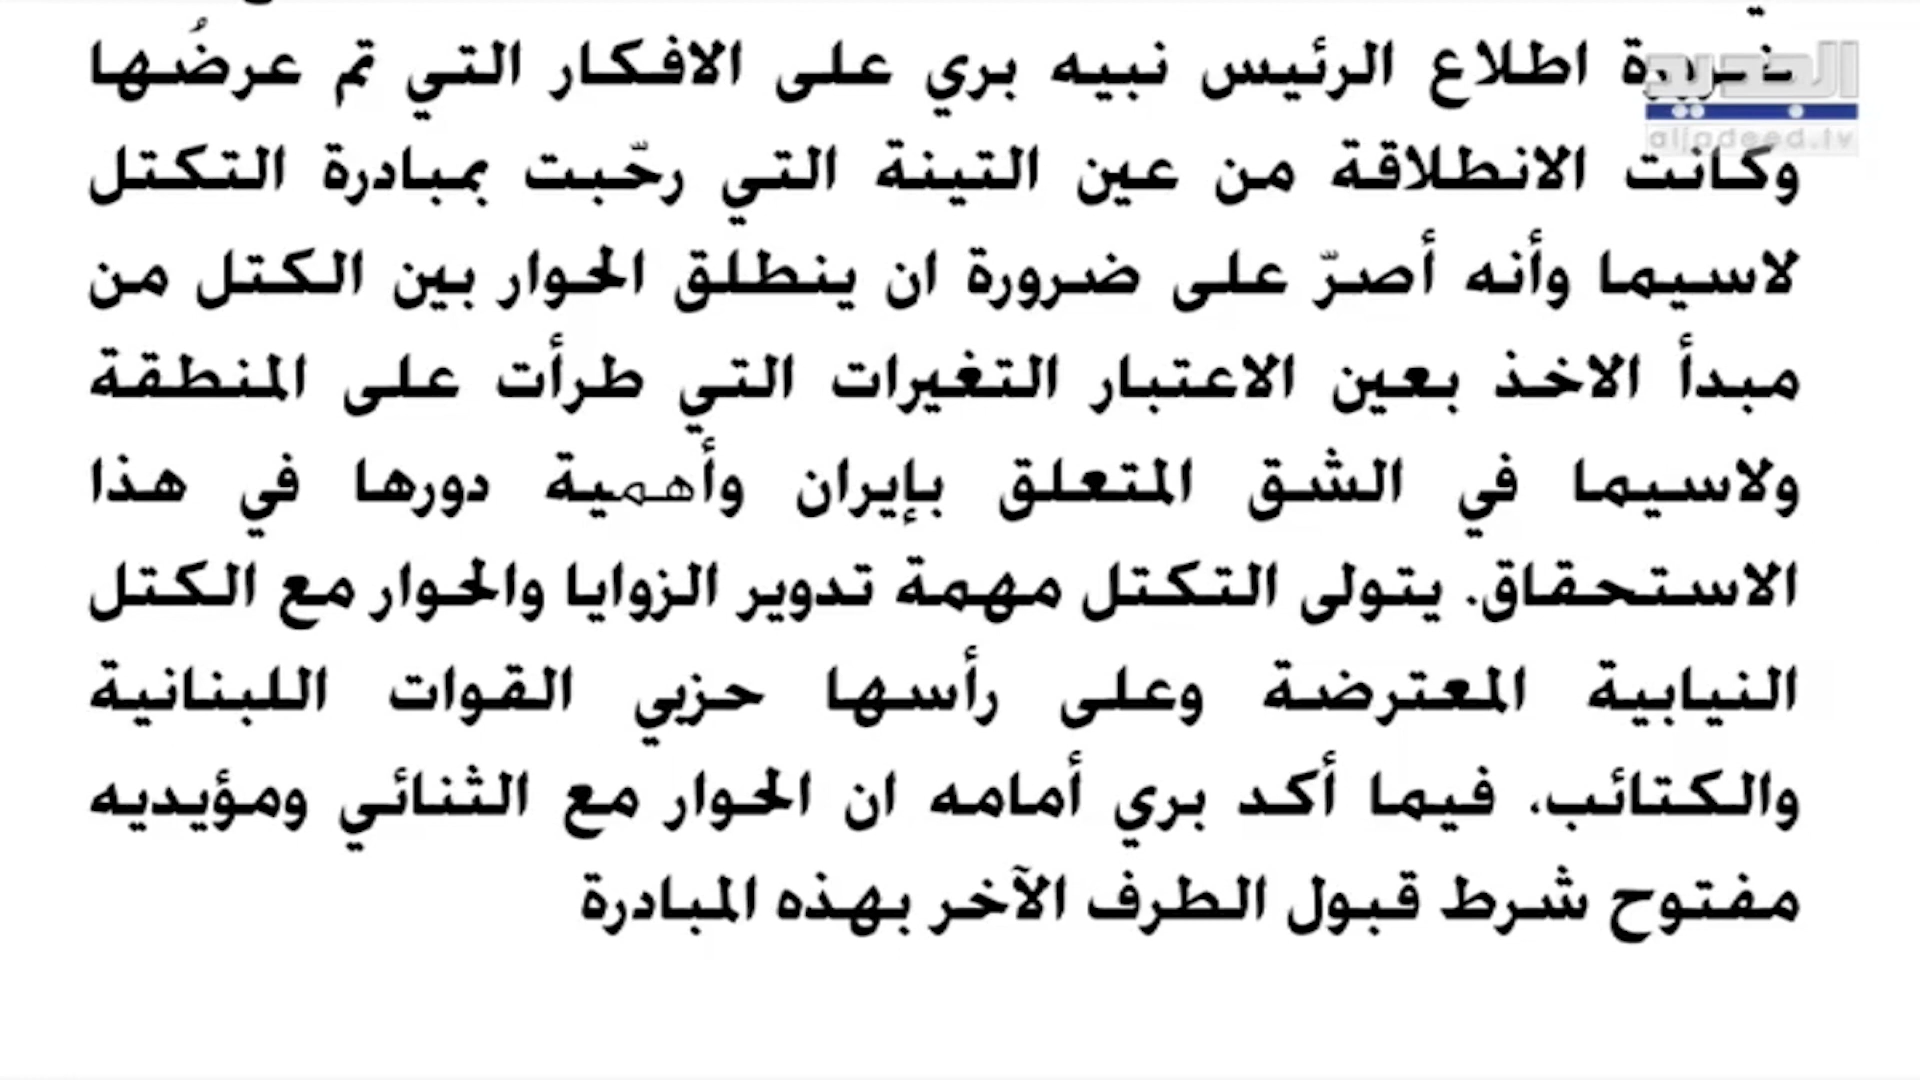 ضرورة اطلاع الرئيس نبيه بري على الافكار التي تم عرضُها
وكانت الانطلاقة من عين التينة التي رحّبت بمبادرة التكتل
لاسيما وأنه أصرّ على ضرورة ان ينطلق الحوار بين الكتل من
مبدأ الاخذ بعين الاعتبار التغيرات التي طرأت على المنطقة
ولاسيما في الشق المتعلق بإيران وأهمية دورها في هذا
الاستحقاق. يتولى التكتل مهمة تدوير الزوايا والحوار مع الكتل
النيابية المعترضة وعلى رأسها حزبي القوات اللبنانية
والكتائب، فيما أكد بري أمامه ان الحوار مع الثنائي ومؤيديه
مفتوح شرط قبول الطرف الآخر بهذه المبادرة
الجديد
aljadeed.tv